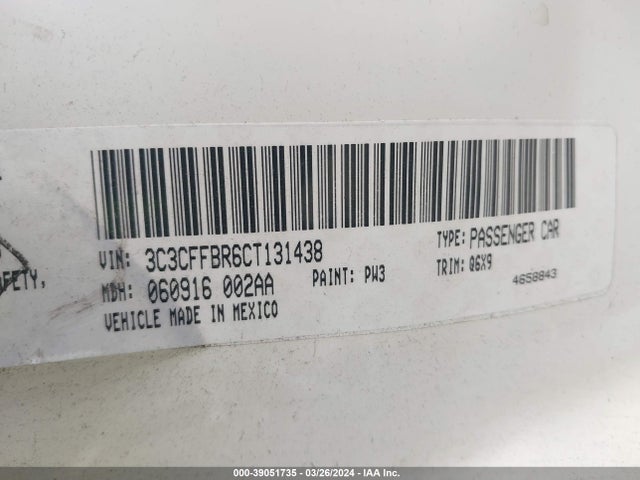 VIN: 3C3CFFBR6CT131438
TYPE: PASSENGER CAR
AFETY,
MDH: 060916 002AA
PAINT: PW3
TRIM: Q6X9
4658843
VEHICLE MADE IN MEXICO
000-39051735 - 03/26/2024 - IAA Inc.